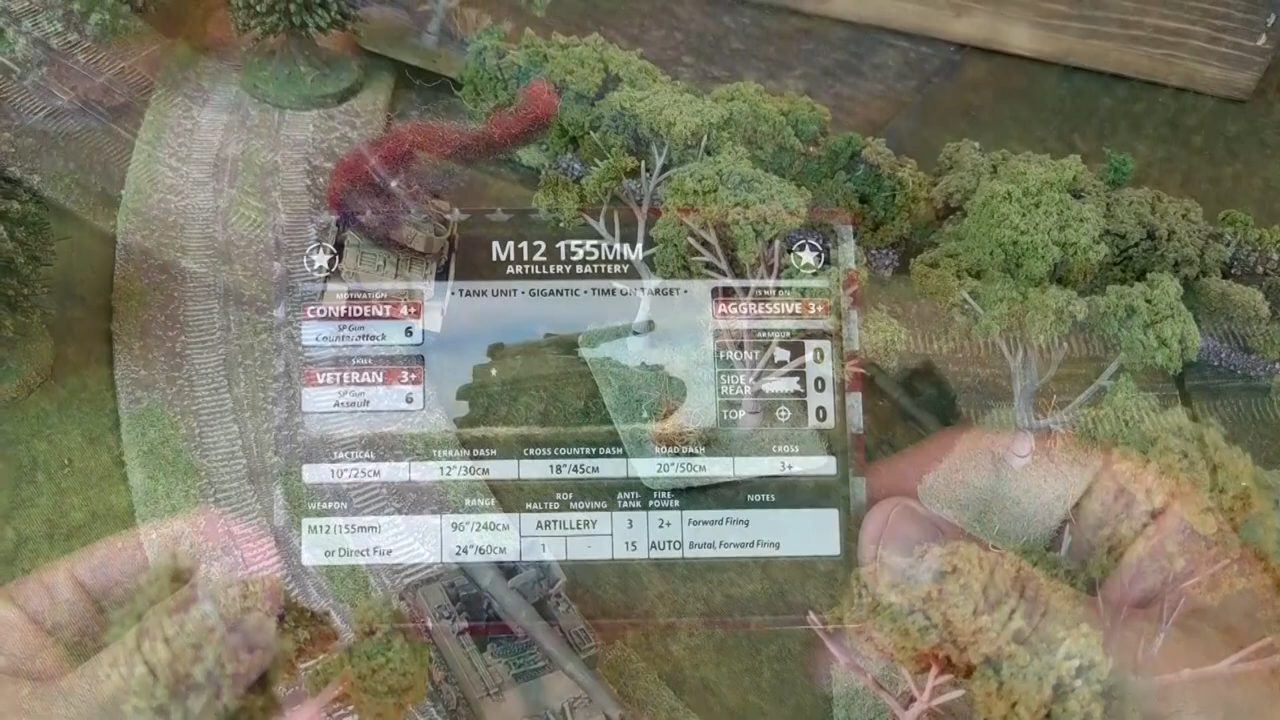 M12 155MM
ARTILLERY BATTERY
• TANK UNIT • GIGANTIC • TIME ON TARGET •
MOTIVATION
CONFIDENT 4+
SP Gun
Counterattack 6
SKILL
VETERAN 3+
SP Gun
Assault 6
IS HIT ON
AGGRESSIVE 3+
ARMOUR
FRONT 0
SIDE & REAR 0
TOP 0
TACTICAL TERRAIN DASH CROSS COUNTRY DASH ROAD DASH CROSS
10"/25CM 12"/30CM 18"/45CM 20"/50CM 3+
WEAPON RANGE ROF HALTED MOVING ANTI-TANK FIRE-POWER NOTES
M12 (155mm) 96"/240CM ARTILLERY 3 2+ Forward Firing
or Direct Fire 24"/60CM 1 - 15 AUTO Brutal, Forward Firing